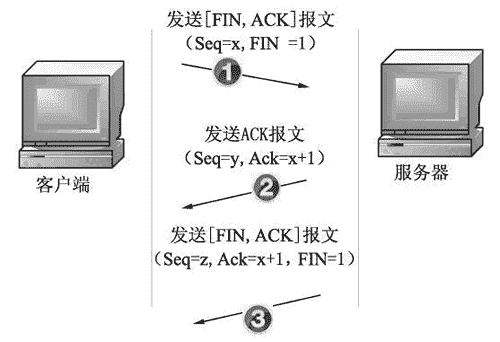 发送[FIN, ACK]报文
(Seq=x, FIN =1)
1
发送ACK报文
(Seq=y, Ack=x+1)
客户端
服务器
2
发送[FIN, ACK]报文
(Seq=z, Ack=x+1, FIN=1)
3